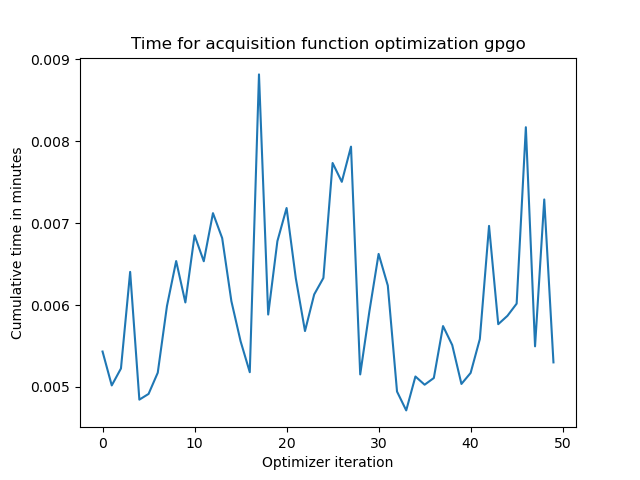 Time for acquisition function optimization gpgo
0.009
0.008
0.007
0.006
0.005
Cumulative time in minutes
0 10 20 30 40 50
Optimizer iteration